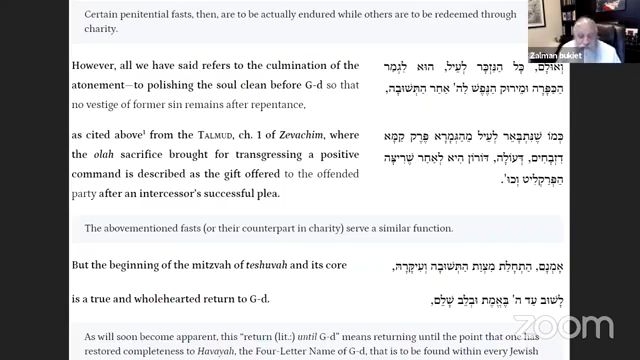 Certain penitential fasts, then, are to be actually endured while others are to be redeemed through
charity.
However, all we have said refers to the culmination of the
atonement—to polishing the soul clean before G-d so that
no vestige of former sin remains after repentance,
וְאוּלָם, כָּל הַנִּזְכָּר לְעֵיל, הוּא לִגְמַר
הַכַּפָּרָה וּמֵירוּק הַנֶּפֶשׁ לַה' אַחַר הַתְּשׁוּבָה,
as cited above¹ from the TALMUD, ch. 1 of Zevachim, where
the olah sacrifice brought for transgressing a positive
command is described as the gift offered to the offended
party after an intercessor's successful plea.
כְּמוֹ שֶׁנִּתְבָּאֵר לְעֵיל מֵהַגְּמָרָא פֶּרֶק קַמָּא
דִזְבָחִים, דְּעוֹלָה, דּוֹרוֹן הִיא לְאַחַר שֶׁרִיצָּה
הַפְּרַקְלִיט וְכוּ'.
The abovementioned fasts (or their counterpart in charity) serve a similar function.
But the beginning of the mitzvah of teshuvah and its core
אָמְנָם, הַתְחָלַת מִצְוַת הַתְּשׁוּבָה וְעִיקָּרָהּ,
is a true and wholehearted return to G-d.
לָשׁוּב עַד ה' בֶּאֱמֶת וּבְלֵב שָׁלֵם,
As will soon become apparent, this "return (lit.) until G-d" means returning until the point that one has
restored completeness to Havayah, the Four-Letter Name of G-d, that is to be found within every Jewish
Zalman bukiet
zoom